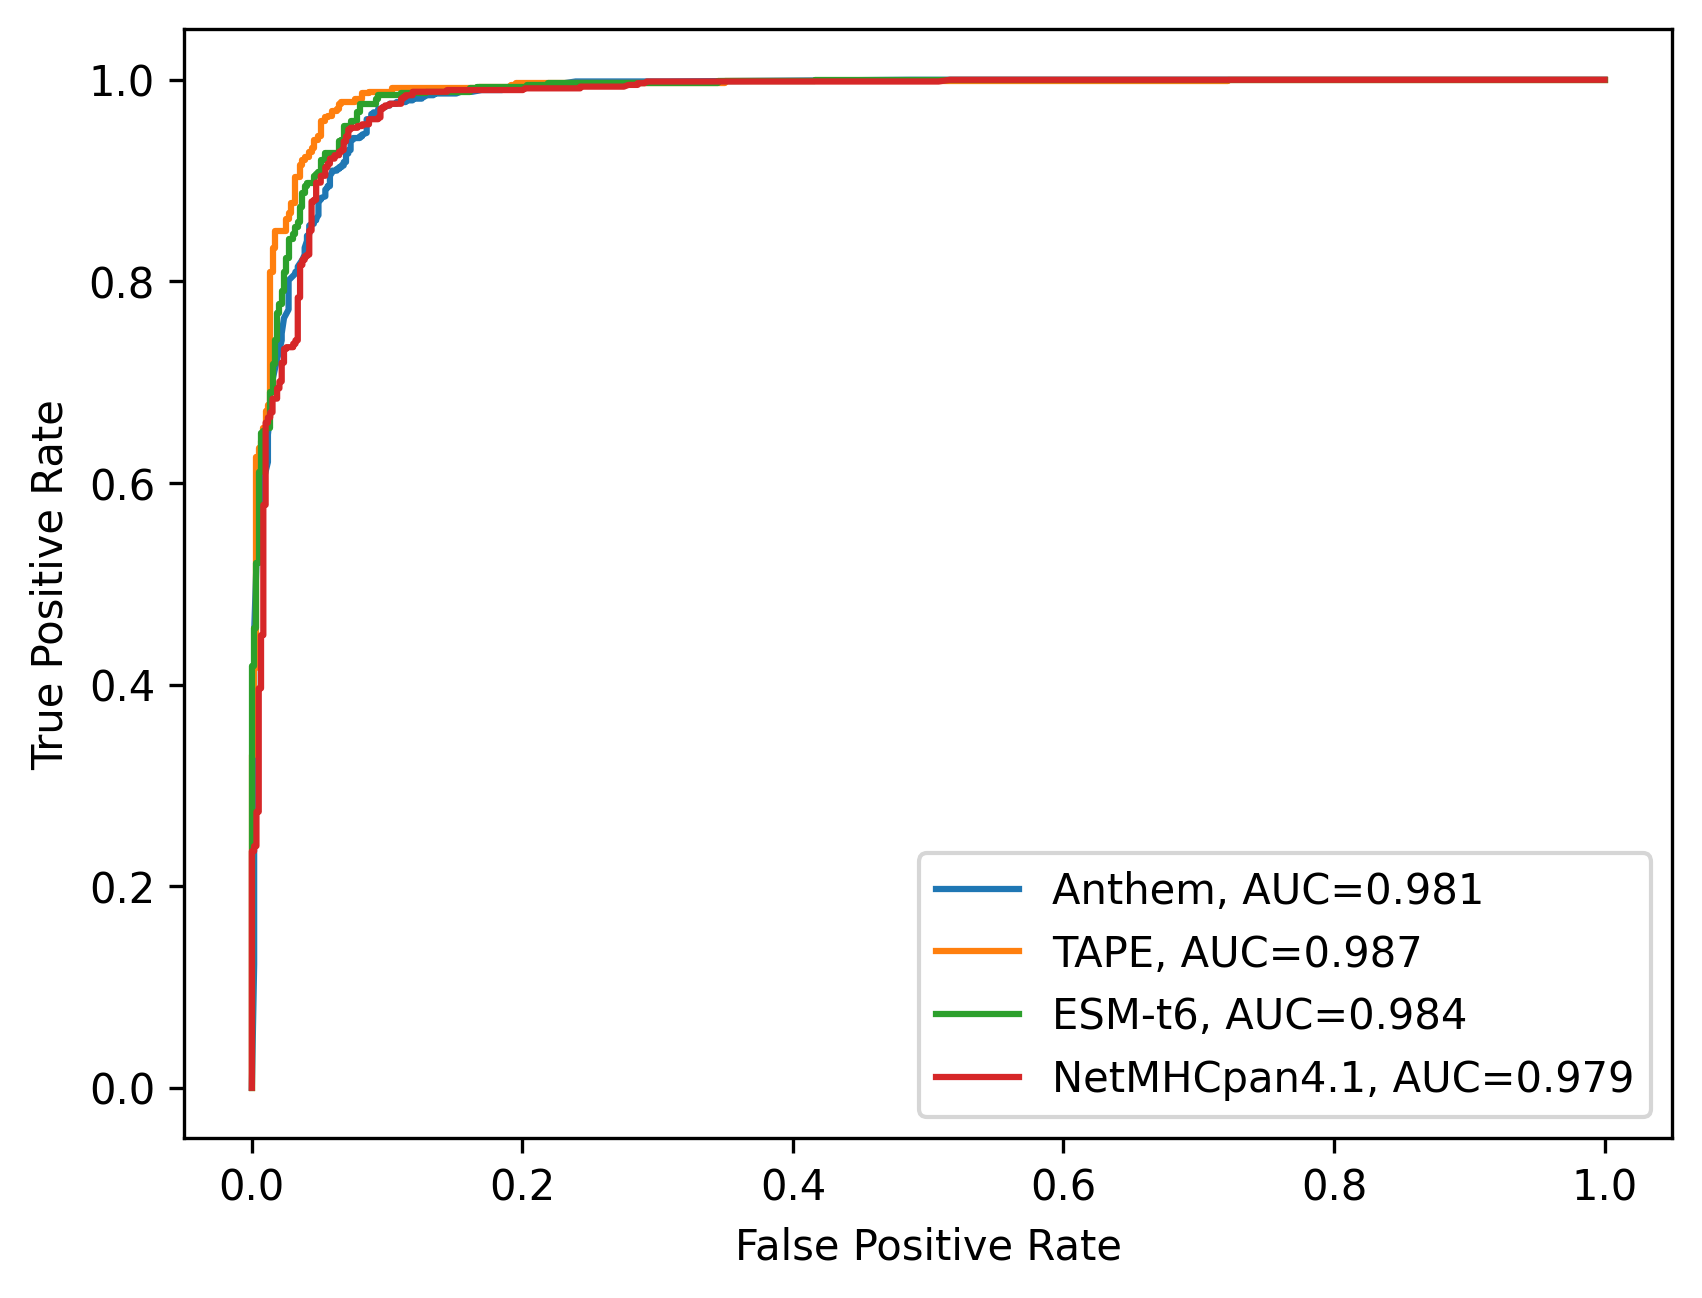 1.0
0.8
0.6
0.4
0.2
0.0
True Positive Rate
Anthem, AUC=0.981
TAPE, AUC=0.987
ESM-t6, AUC=0.984
NetMHCpan4.1, AUC=0.979
0.0 0.2 0.4 0.6 0.8 1.0
False Positive Rate